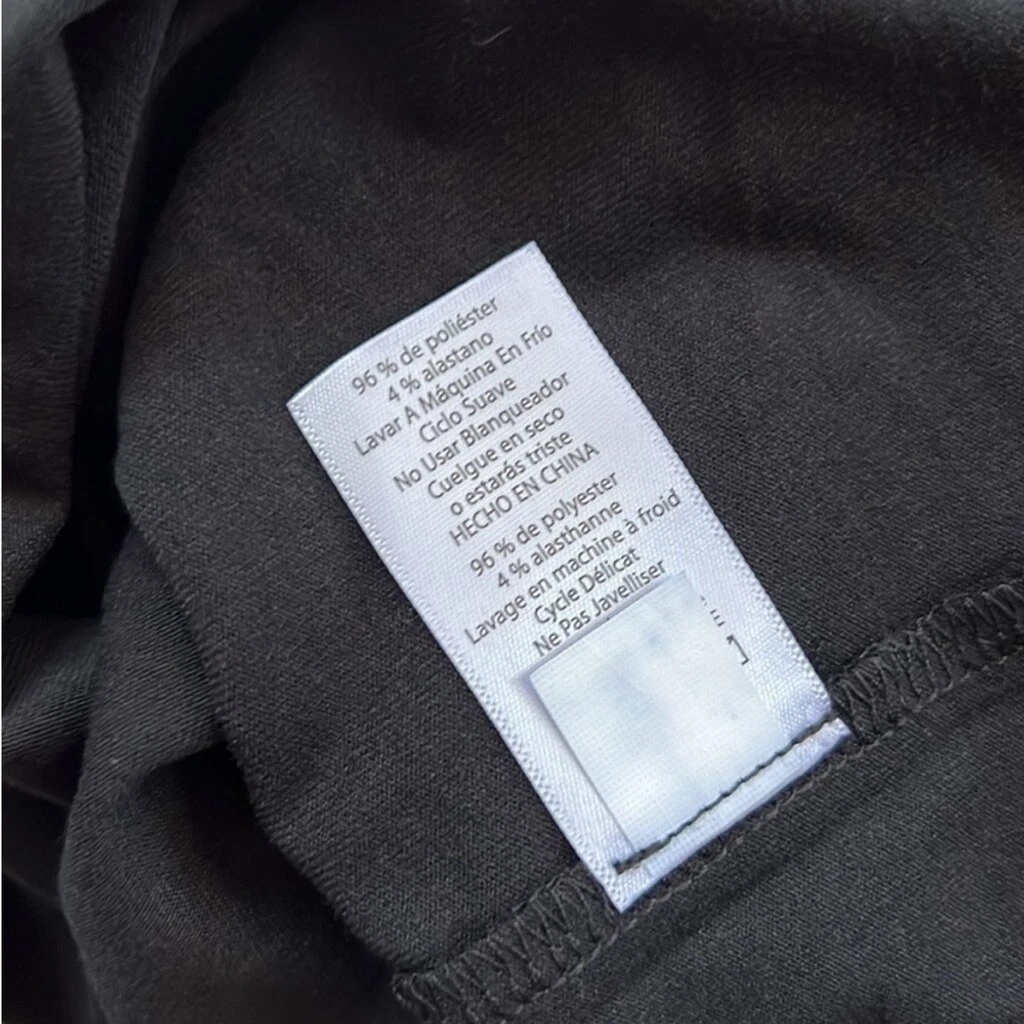 96 % de poliéster
4 % alastano
Lavar A Máquina En Frío
Ciclo Suave
No Usar Blanqueador
Cuelgue en seco
o estarás triste
HECHO EN CHINA
96 % de polyester
4 % alasthanne
Lavage en machine à froid
Cycle Délicat
Ne Pas Javelliser